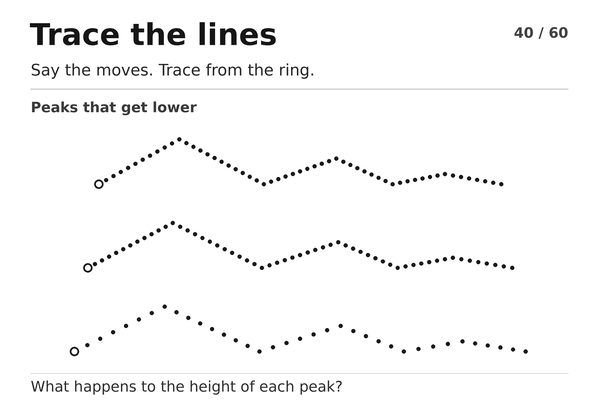 Trace the lines
40 / 60
Say the moves. Trace from the ring.
Peaks that get lower
What happens to the height of each peak?